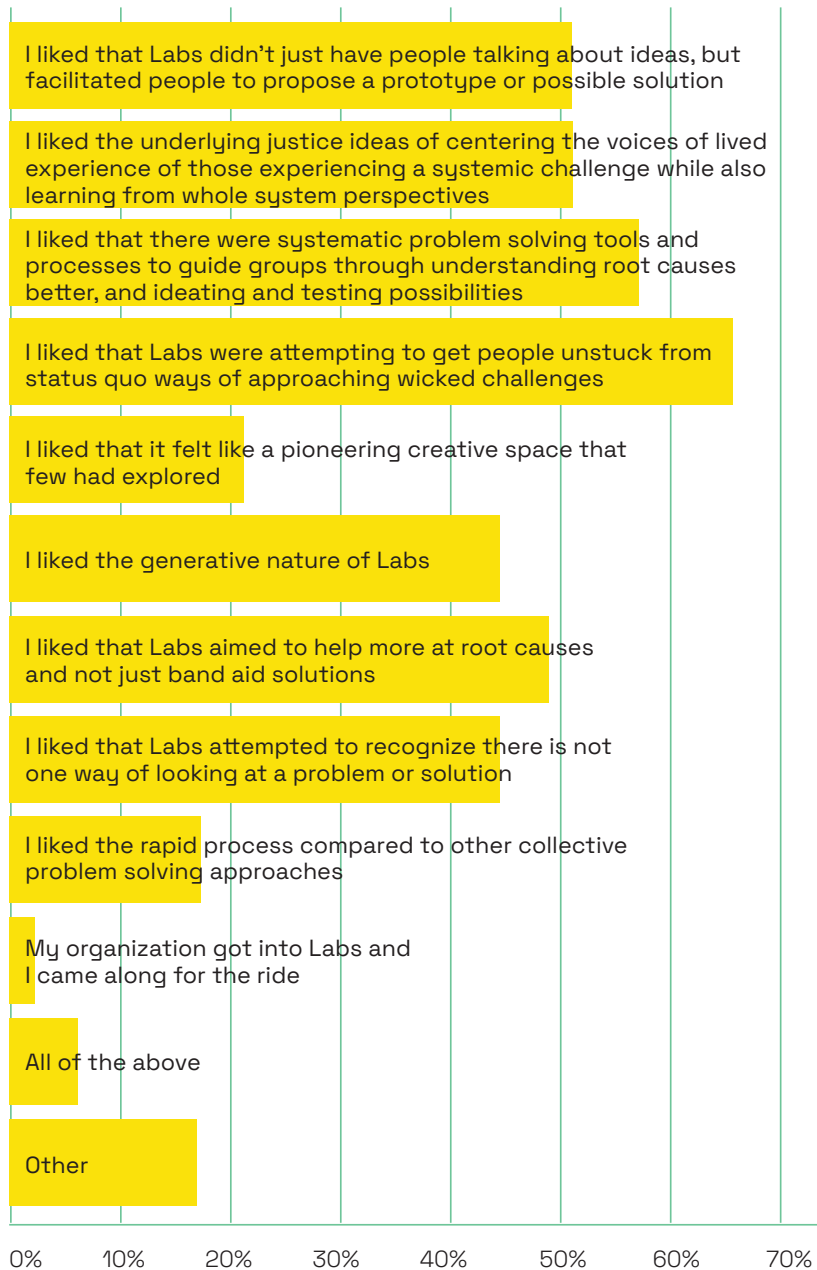 I liked that Labs didn't just have people talking about ideas, but
facilitated people to propose a prototype or possible solution
I liked the underlying justice ideas of centering the voices of lived
experience of those experiencing a systemic challenge while also
learning from whole system perspectives
I liked that there were systematic problem solving tools and
processes to guide groups through understanding root causes
better, and ideating and testing possibilities
I liked that Labs were attempting to get people unstuck from
status quo ways of approaching wicked challenges
I liked that it felt like a pioneering creative space that
few had explored
I liked the generative nature of Labs
I liked that Labs aimed to help more at root causes
and not just band aid solutions
I liked that Labs attempted to recognize there is not
one way of looking at a problem or solution
I liked the rapid process compared to other collective
problem solving approaches
My organization got into Labs and
I came along for the ride
All of the above
Other
0% 10% 20% 30% 40% 50% 60% 70%